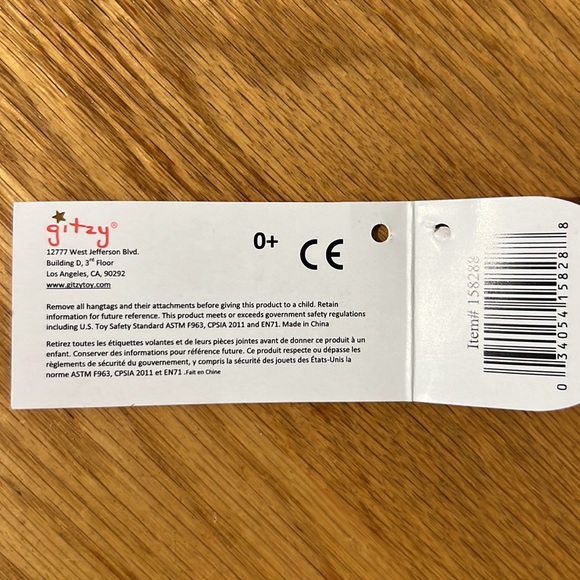 gitzy®
12777 West Jefferson Blvd.
Building D, 3rd Floor
Los Angeles, CA, 90292
www.gitzytoy.com
0+
CE
Remove all hangtags and their attachments before giving this product to a child. Retain
information for future reference. This product meets or exceeds government safety regulations
including U.S. Toy Safety Standard ASTM F963, CPSIA 2011 and EN71. Made in China
Retirez toutes les étiquettes volantes et de leurs pièces jointes avant de donner ce produit à un
enfant. Conserver des informations pour référence future. Ce produit respecte ou dépasse les
règlements de sécurité du gouvernement, y compris la sécurité des jouets des États-Unis la
norme ASTM F963, CPSIA 2011 et EN71 .Fait en Chine
Item# 158288
0 34054 15828 8